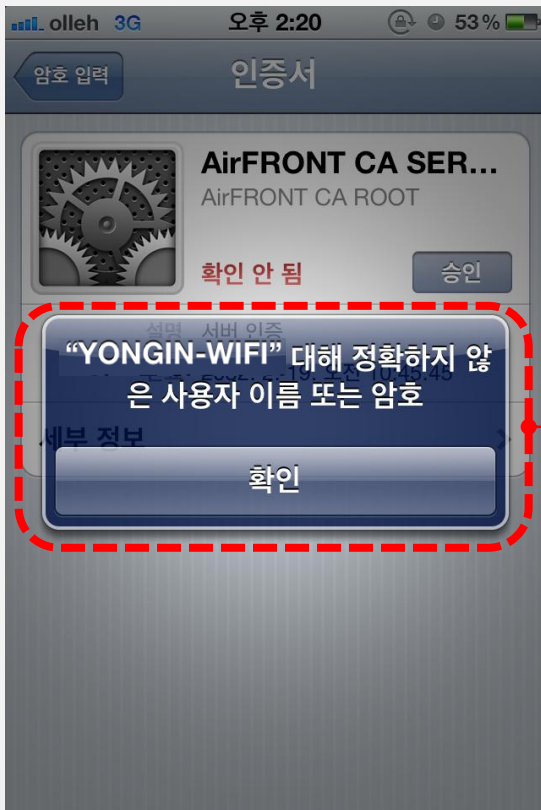 olleh 3G 오후 2:20 53%
암호 입력 인증서
AirFRONT CA SER...
AirFRONT CA ROOT
확인 안 됨 승인
설명 서버 인증
“YONGIN-WIFI” 대해 정확하지 않
은 사용자 이름 또는 암호
세부 정보
확인